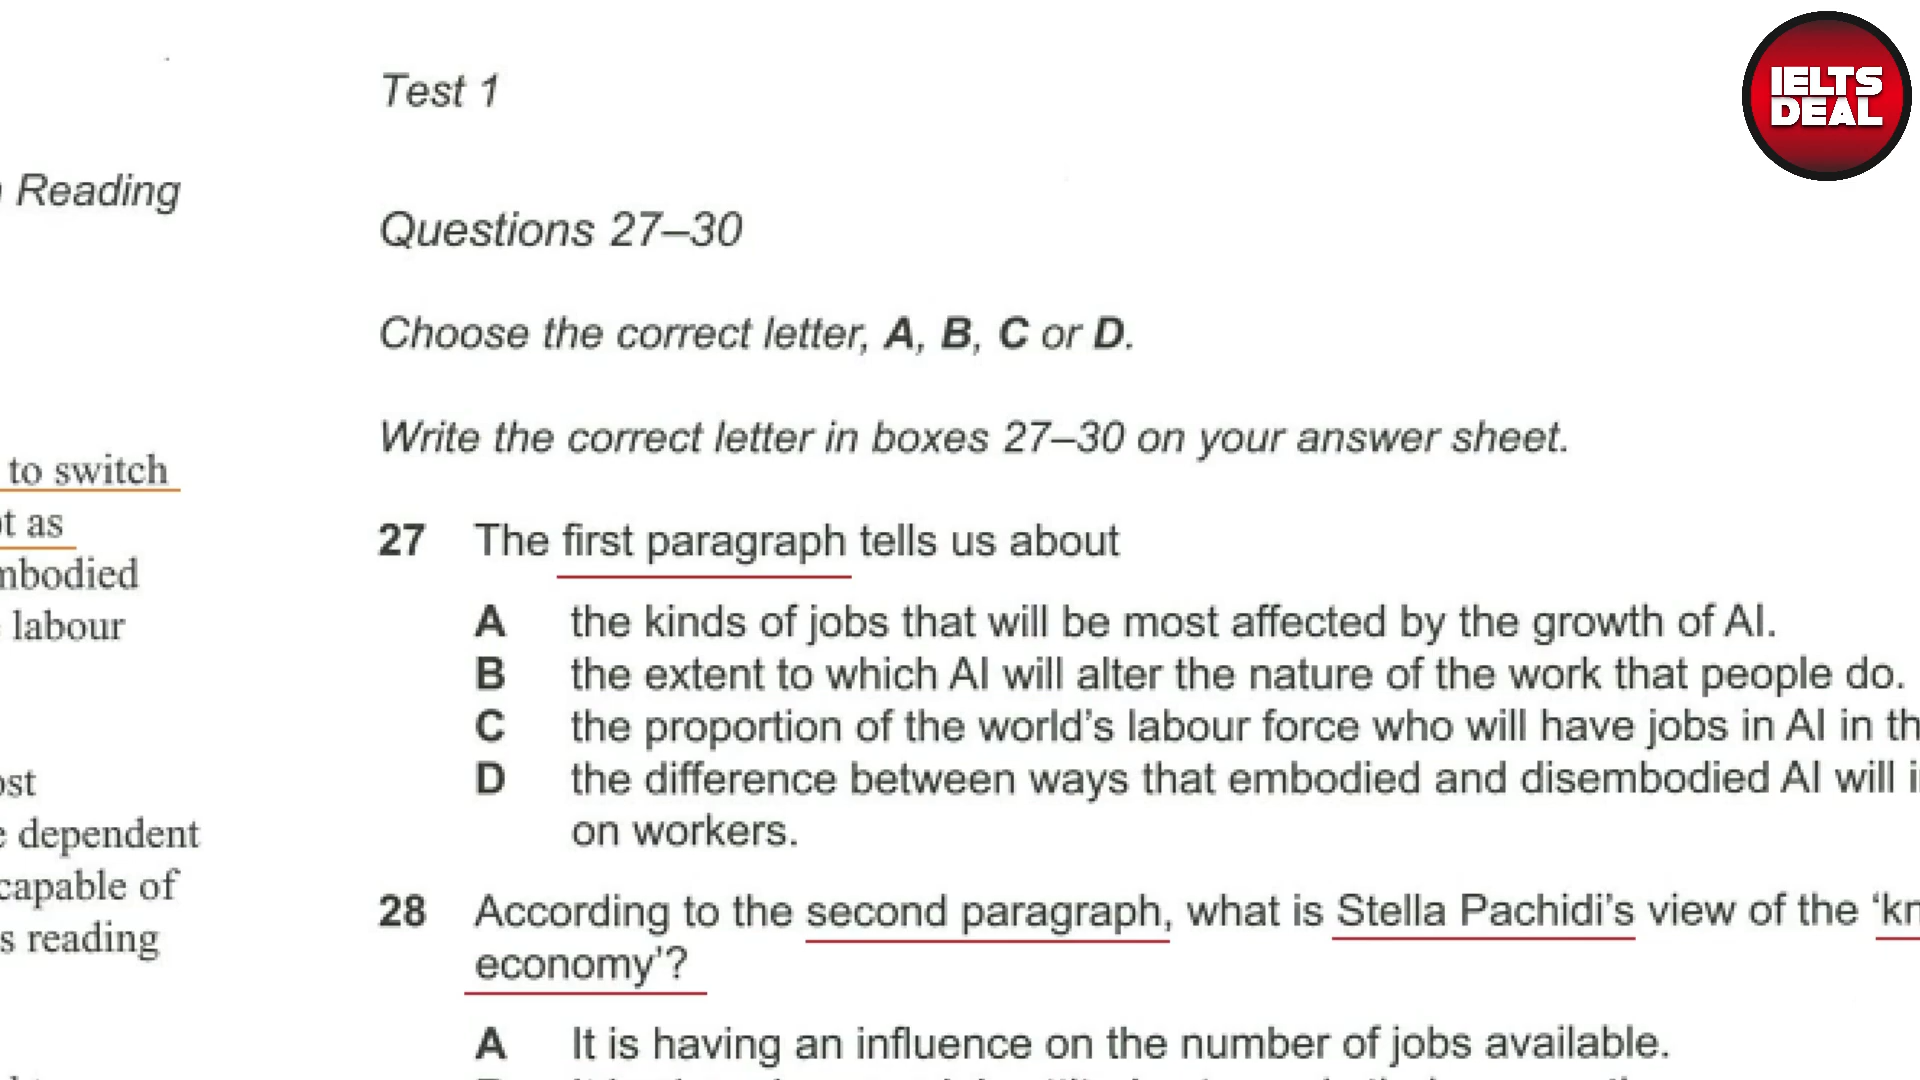 IELTS
DEAL
Reading
to switch
as
labour
dependent
capable of
reading
Test 1
Questions 27–30
Choose the correct letter, A, B, C or D.
Write the correct letter in boxes 27–30 on your answer sheet.
27 The first paragraph tells us about
A the kinds of jobs that will be most affected by the growth of AI.
B the extent to which AI will alter the nature of the work that people do.
C the proportion of the world's labour force who will have jobs in AI in
D the difference between ways that embodied and disembodied AI will
on workers.
28 According to the second paragraph, what is Stella Pachidi's view of the
economy'?
A It is having an influence on the number of jobs available.